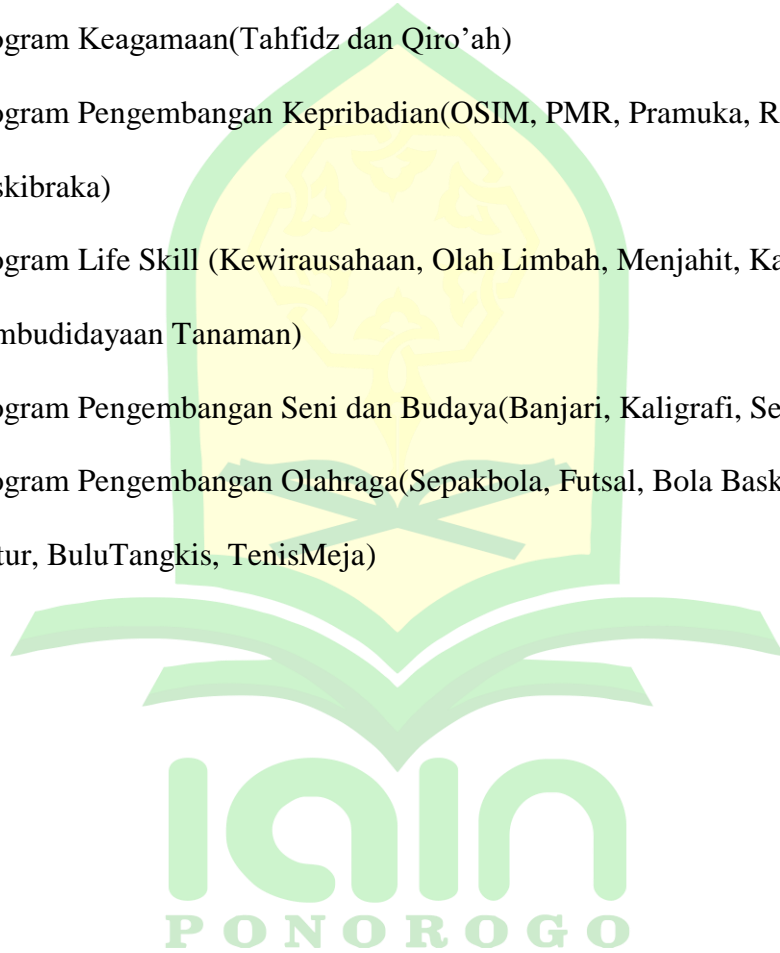 ogram Keagamaan(Tahfidz dan Qiro’ah)
ogram Pengembangan Kepribadian(OSIM, PMR, Pramuka, R
skibraka)
ogram Life Skill (Kewirausahaan, Olah Limbah, Menjahit, Ka
mbudidayaan Tanaman)
ogram Pengembangan Seni dan Budaya(Banjari, Kaligrafi, Se
ogram Pengembangan Olahraga(Sepakbola, Futsal, Bola Bask
tur, BuluTangkis, TenisMeja)
iain
PONOROGO